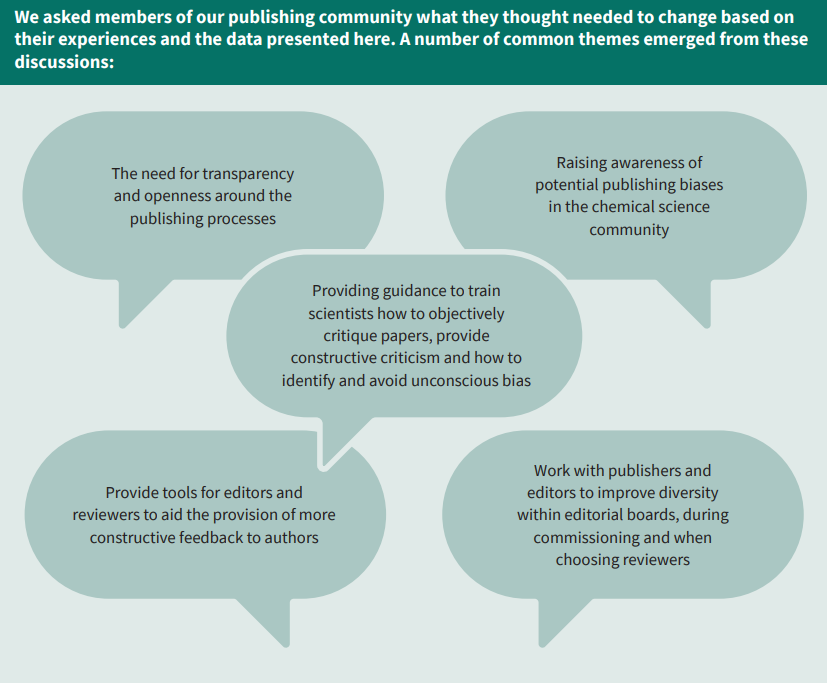 We asked members of our publishing community what they thought needed to change based on
their experiences and the data presented here. A number of common themes emerged from these
discussions:
The need for transparency
and openness around the
publishing processes
Raising awareness of
potential publishing biases
in the chemical science
community
Providing guidance to train
scientists how to objectively
critique papers, provide
constructive criticism and how to
identify and avoid unconscious bias
Provide tools for editors and
reviewers to aid the provision of more
constructive feedback to authors
Work with publishers and
editors to improve diversity
within editorial boards, during
commissioning and when
choosing reviewers